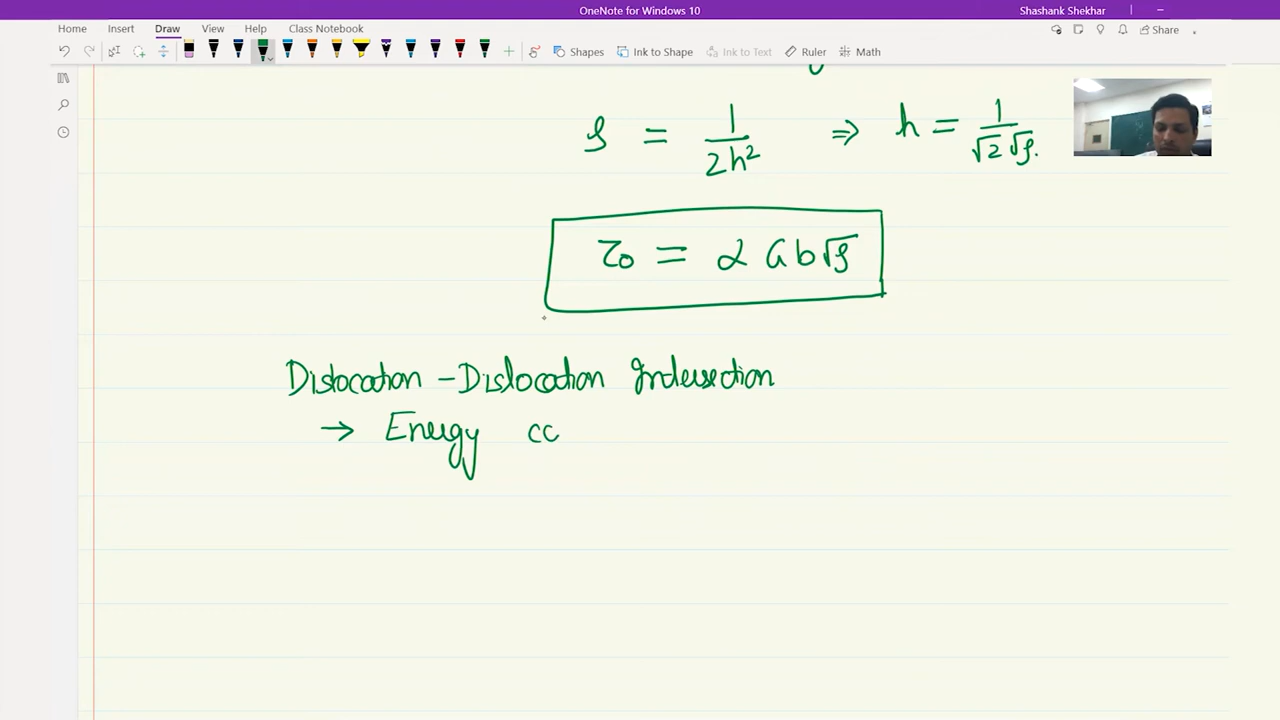 OneNote for Windows 10
Shashank Shekhar
Home Insert Draw View Help Class Notebook
Shapes Ink to Shape Ink to Text Ruler Math
Share
ρ = 1/2h² ⇒ h = 1/√2 √ρ.
τ₀ = α G b √ρ
Dislocation - Dislocation Intersection
→ Energy cc